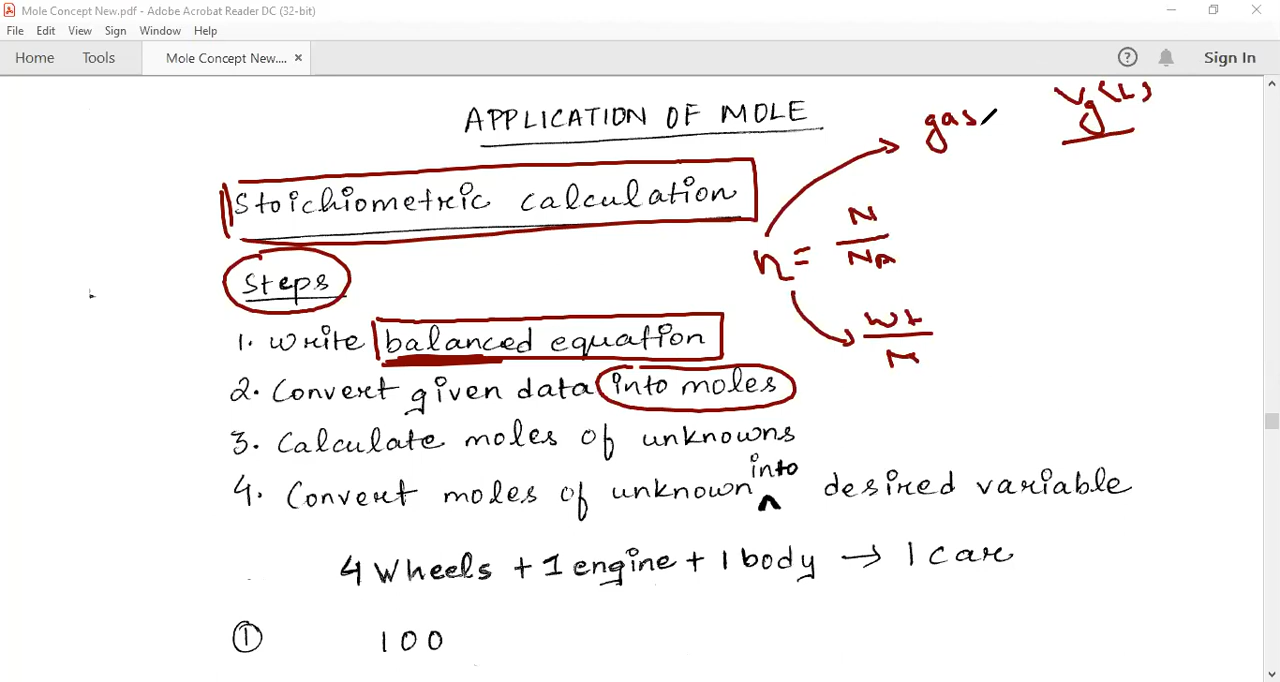 Mole Concept New.pdf - Adobe Acrobat Reader DC (32-bit)
File Edit View Sign Window Help
Home Tools Mole Concept New.... × Sign In
APPLICATION OF MOLE
gas
Vg(L)
Stoichiometric calculation
n = N / NA
Steps
Wt / M
1. Write balanced equation
2. Convert given data into moles
3. Calculate moles of unknowns
4. Convert moles of unknown into desired variable
4 Wheels + 1 engine + 1 body → 1 car
① 100